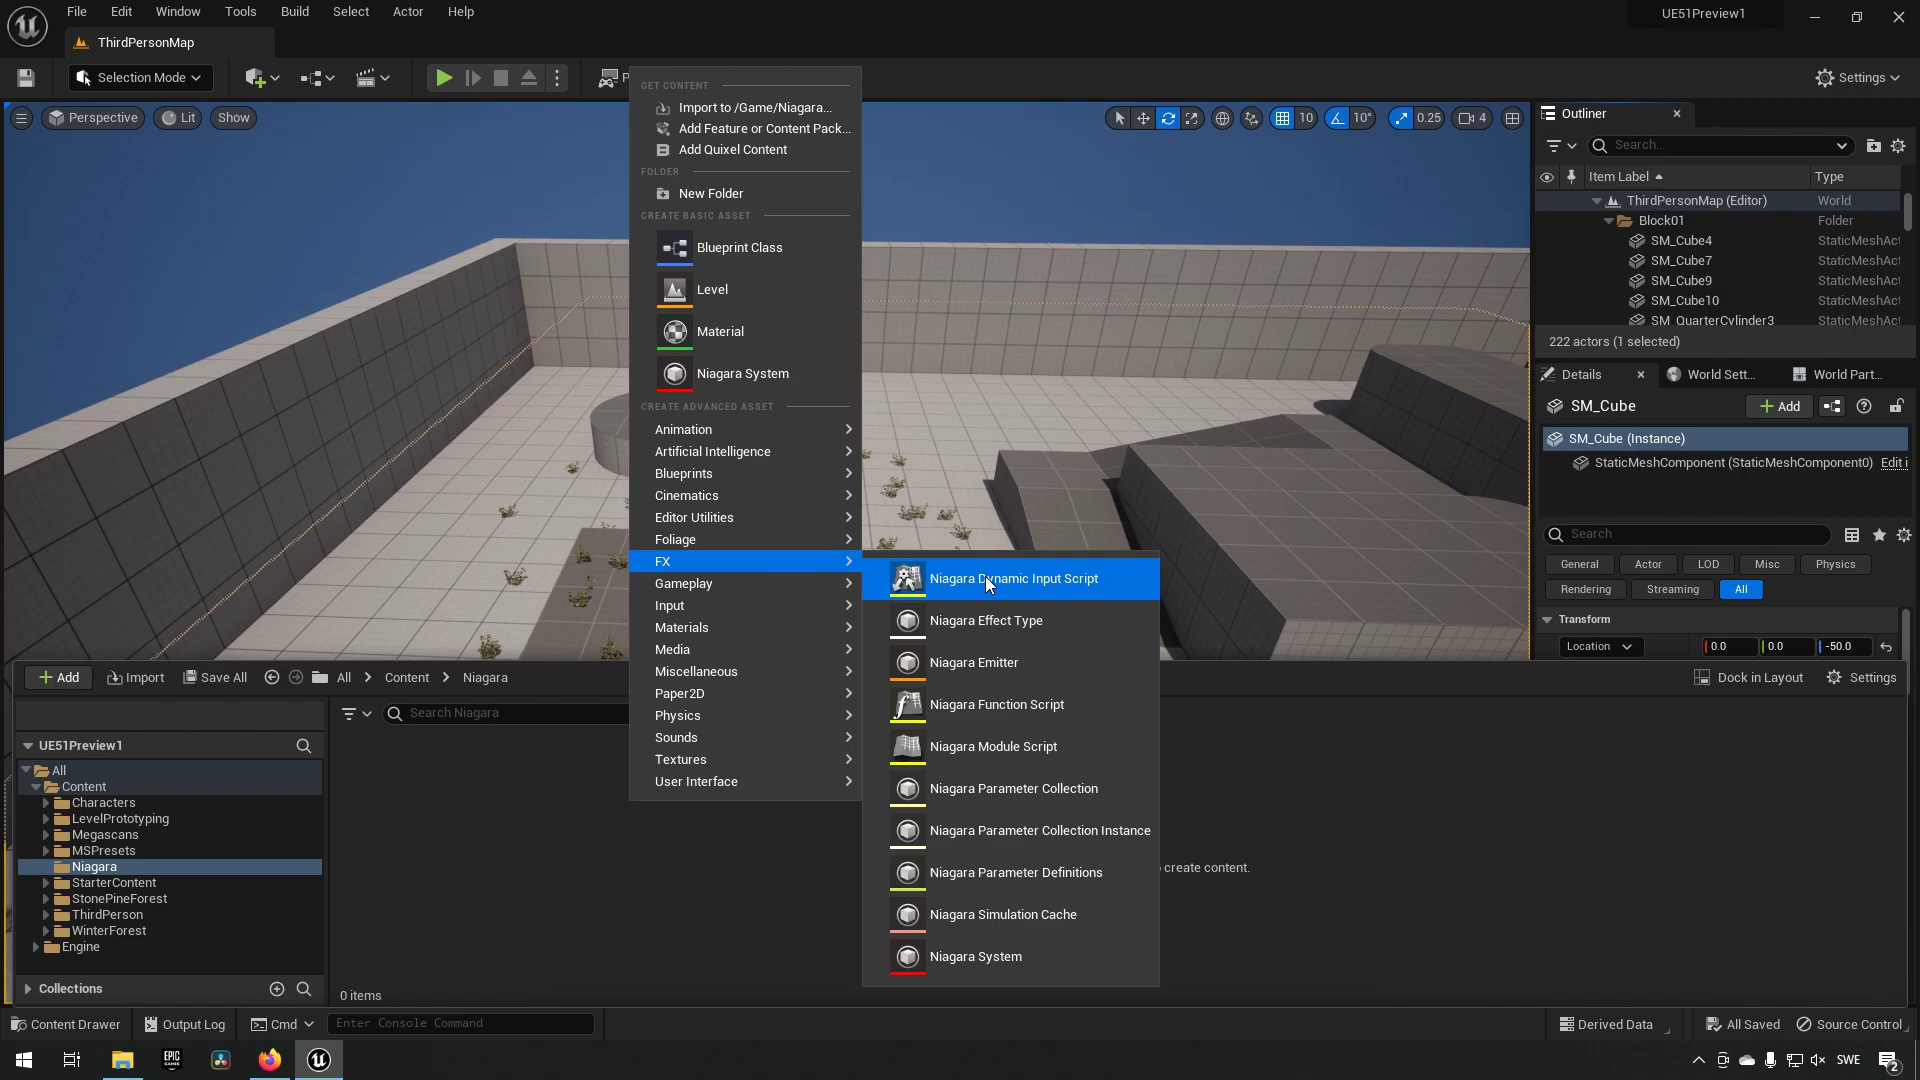 File Edit Window Tools Build Select Actor Help
UE51Preview1
ThirdPersonMap
Selection Mode
Settings
Perspective Lit Show
10 10° 0.25 4
GET CONTENT
Import to /Game/Niagara...
Add Feature or Content Pack...
Add Quixel Content
FOLDER
New Folder
CREATE BASIC ASSET
Blueprint Class
Level
Material
Niagara System
CREATE ADVANCED ASSET
Animation
Artificial Intelligence
Blueprints
Cinematics
Editor Utilities
Foliage
FX
Gameplay
Input
Materials
Media
Miscellaneous
Paper2D
Physics
Sounds
Textures
User Interface
Niagara Dynamic Input Script
Niagara Effect Type
Niagara Emitter
Niagara Function Script
Niagara Module Script
Niagara Parameter Collection
Niagara Parameter Collection Instance
Niagara Parameter Definitions
Niagara Simulation Cache
Niagara System
Outliner
Search...
Item Label Type
ThirdPersonMap (Editor) World
Block01 Folder
SM_Cube4 StaticMeshAct
SM_Cube7 StaticMeshAct
SM_Cube9 StaticMeshAct
SM_Cube10 StaticMeshAct
SM_QuarterCylinder3 StaticMeshAct
222 actors (1 selected)
Details World Sett... World Part...
SM_Cube Add
SM_Cube (Instance)
StaticMeshComponent (StaticMeshComponent0) Edit i
Search
General Actor LOD Misc Physics
Rendering Streaming All
Transform
Location 0.0 0.0 -50.0
Add Import Save All All Content Niagara
Dock in Layout Settings
Search Niagara
UE51Preview1
All
Content
Characters
LevelPrototyping
Megascans
MSPresets
Niagara
StarterContent
StonePineForest
ThirdPerson
WinterForest
Engine
Collections
create content.
0 items
Content Drawer Output Log Cmd Enter Console Command
Derived Data All Saved Source Control
EPIC GAMES
SWE 2